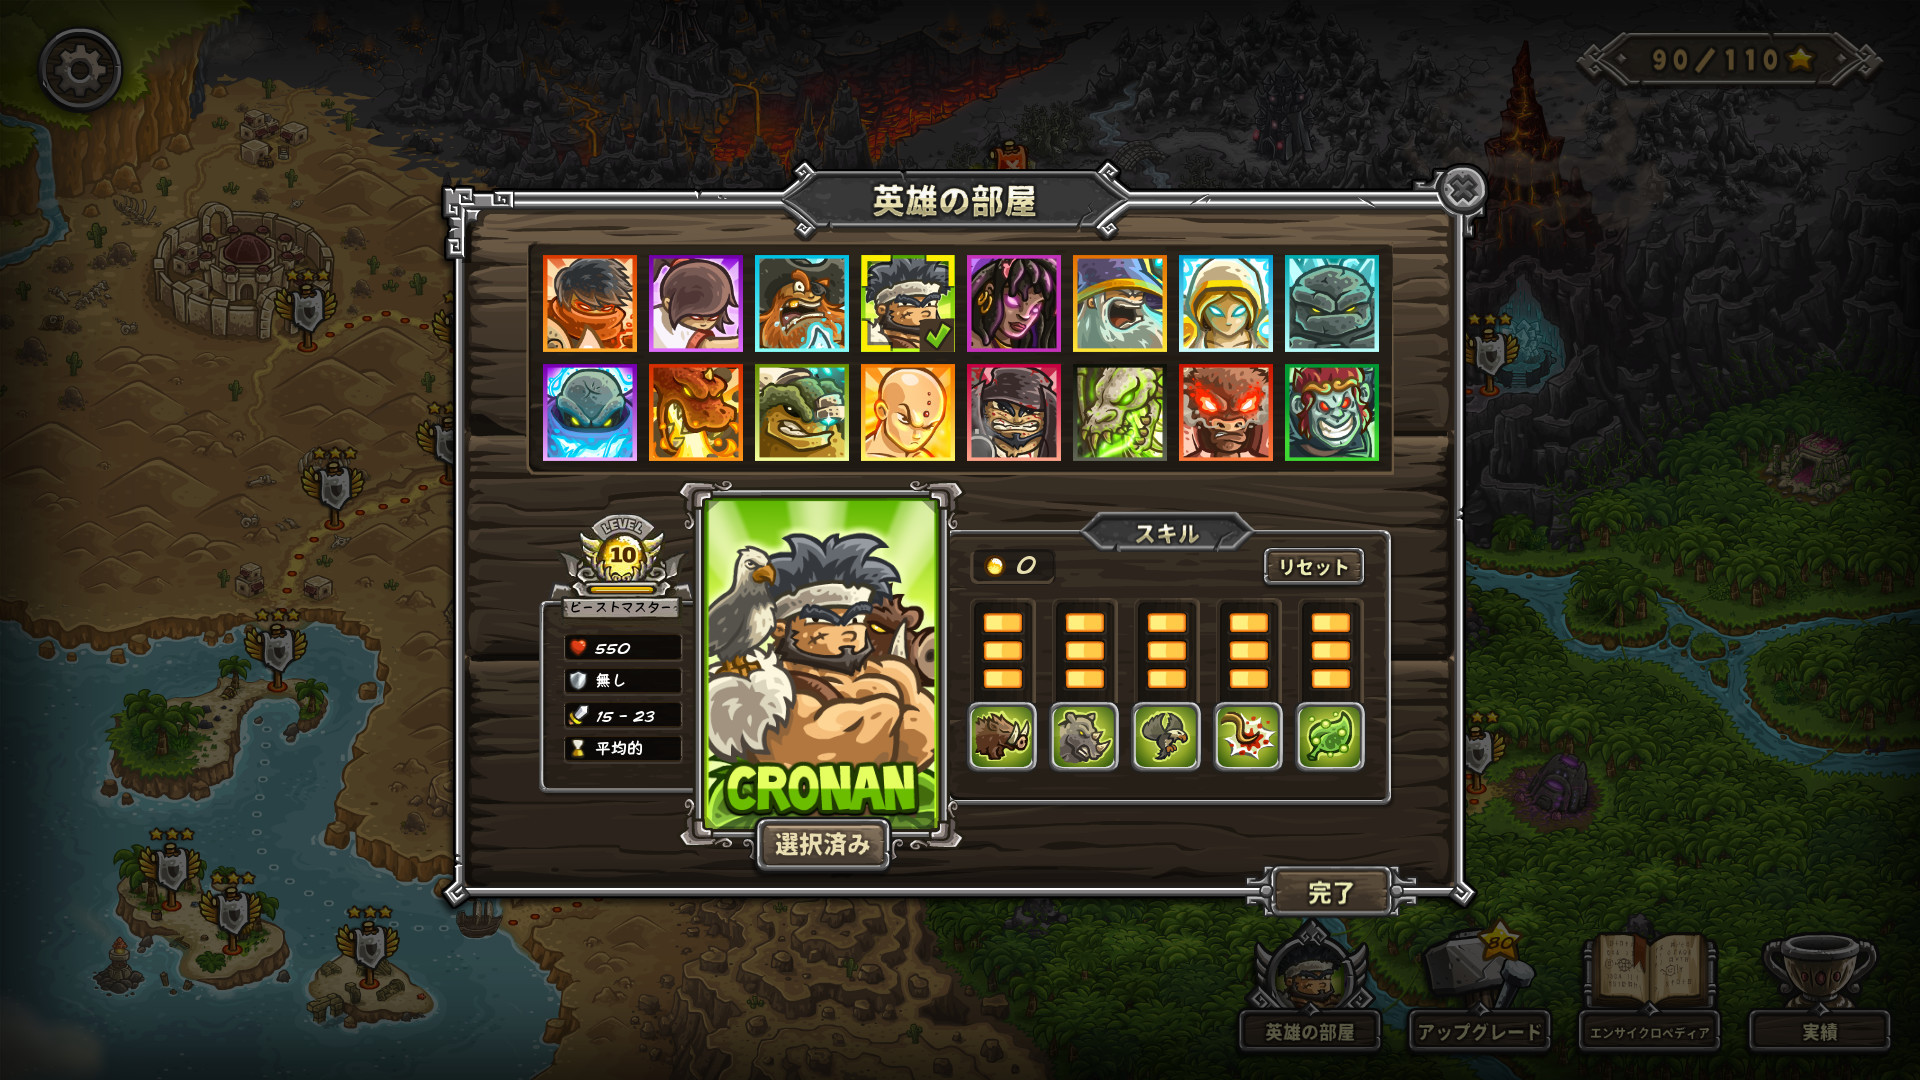 90/110
英雄の部屋
LEVEL
10
ビーストマスター
550
無し
15 - 23
平均的
CRONAN
選択済み
スキル
0
リセット
完了
80
英雄の部屋
アップグレード
エンサイクロペディア
実績